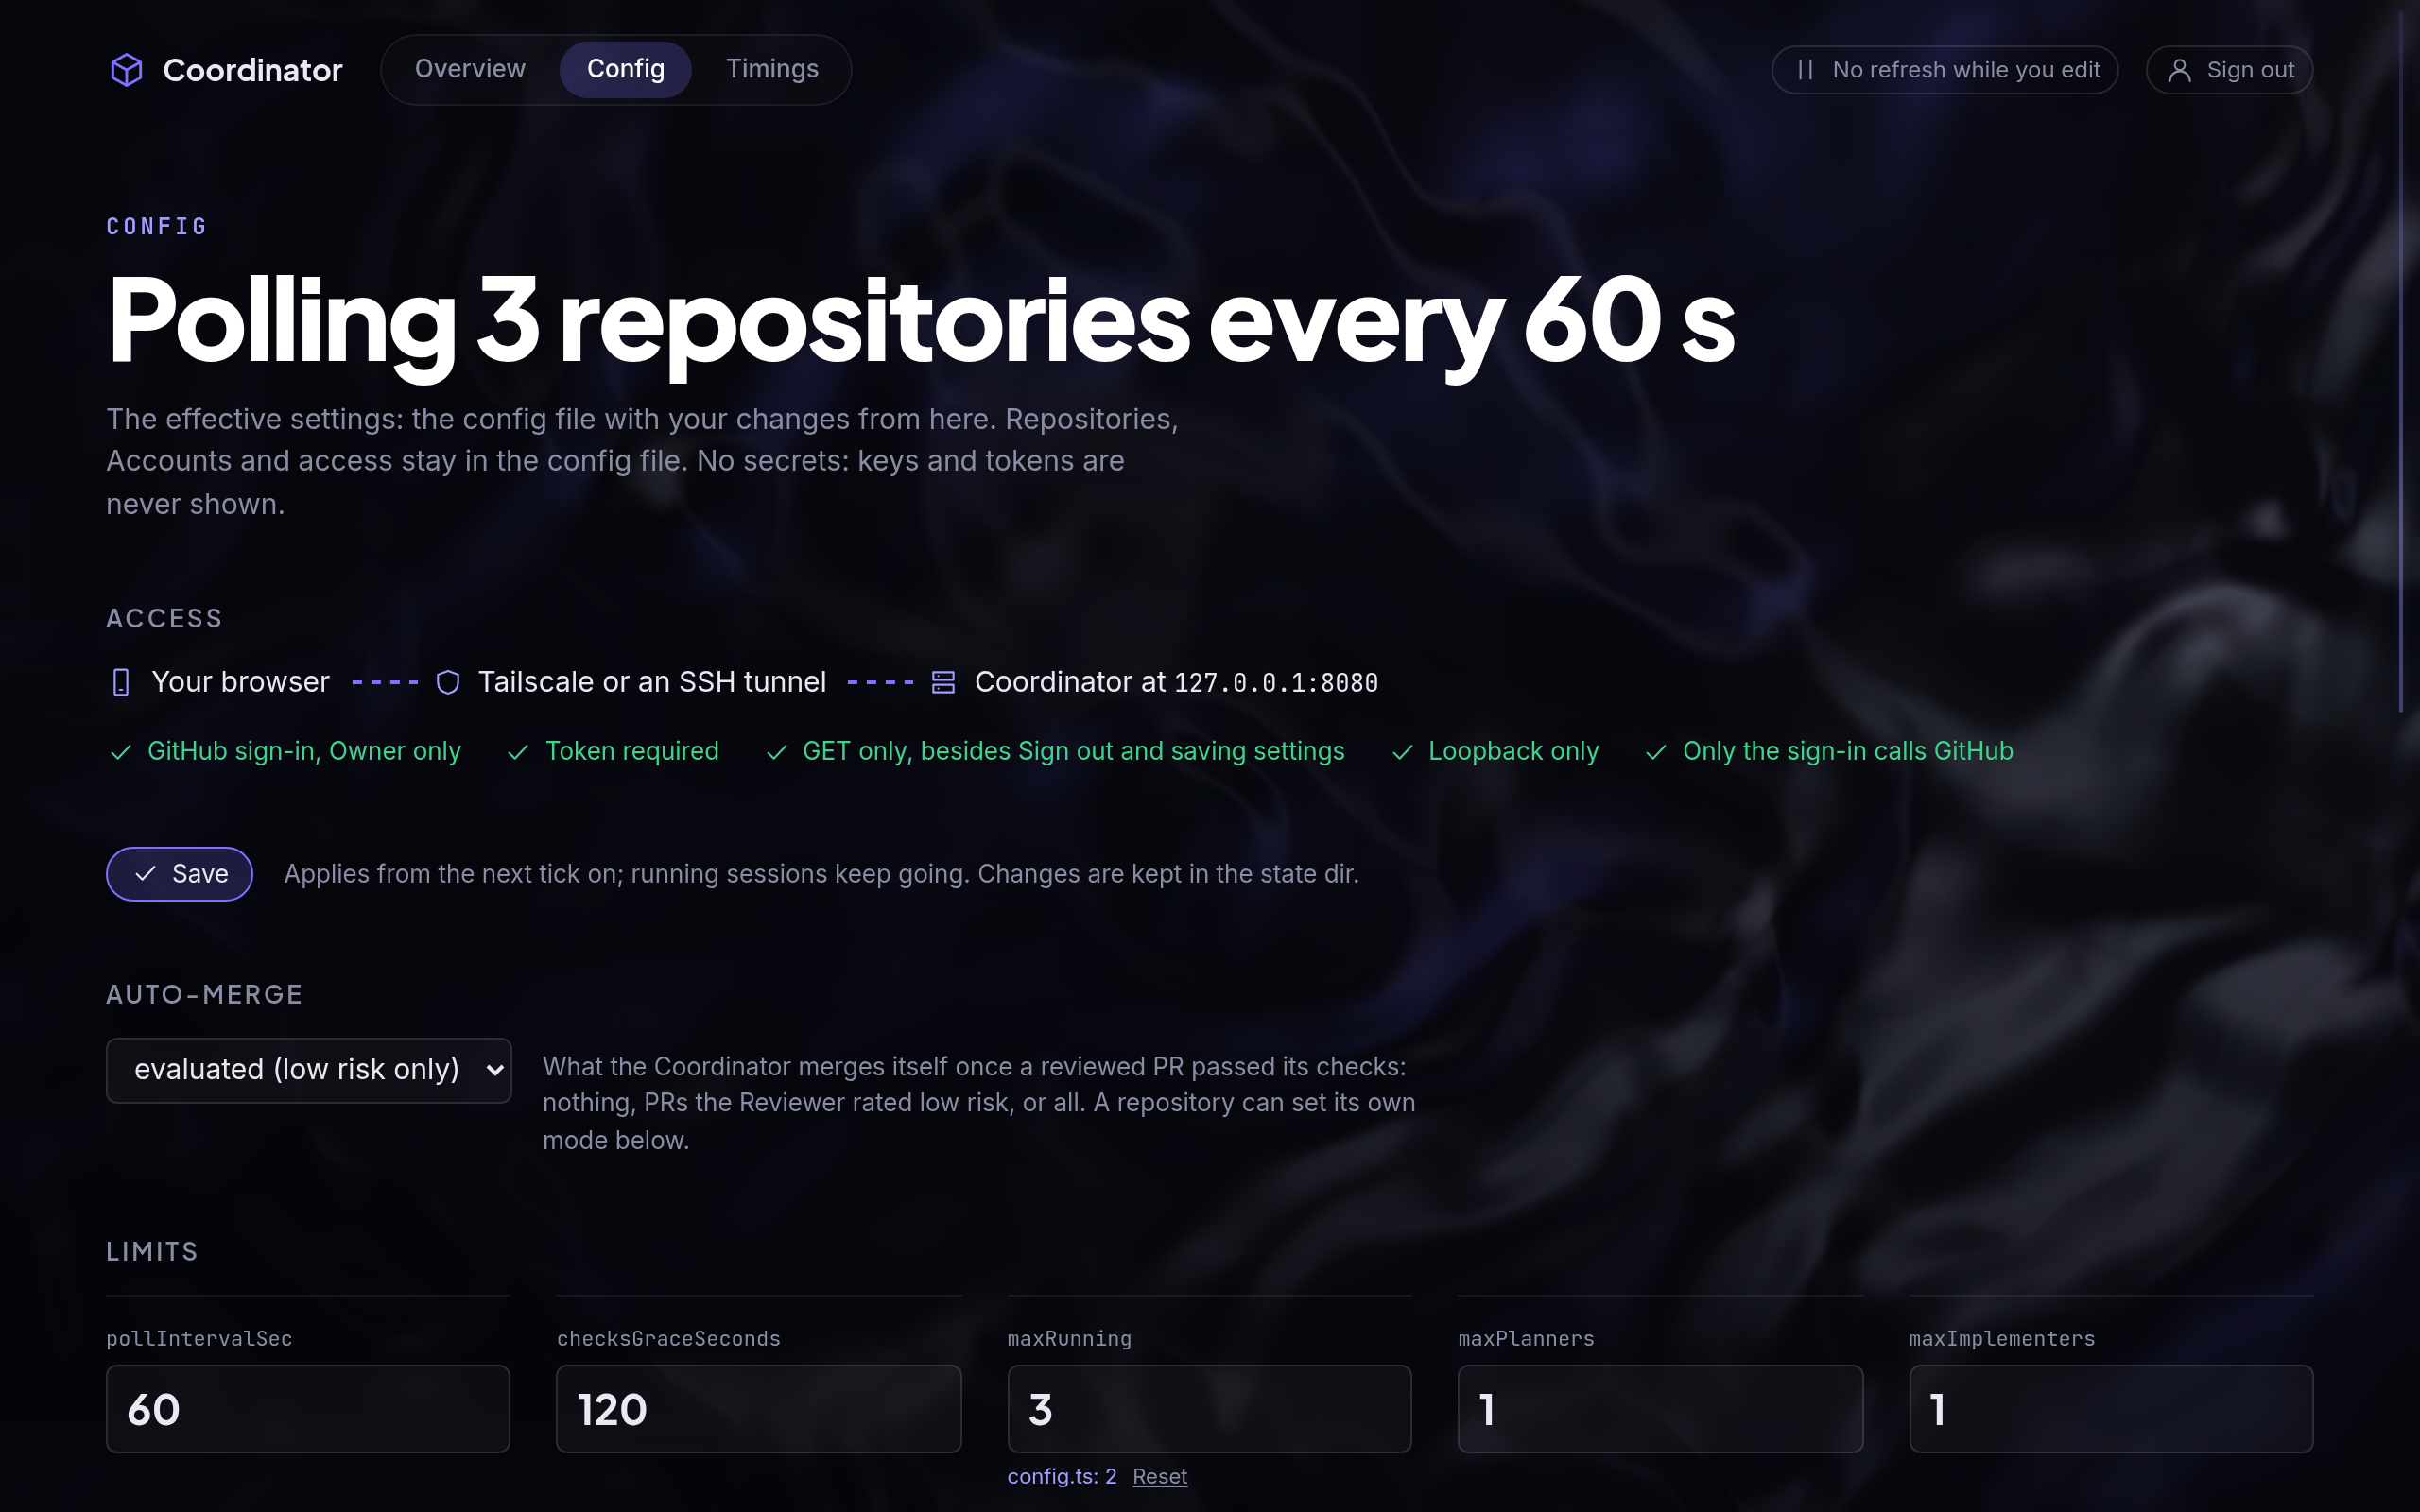 Coordinator
Overview
Config
Timings
No refresh while you edit
Sign out
CONFIG
Polling 3 repositories every 60 s
The effective settings: the config file with your changes from here. Repositories,
Accounts and access stay in the config file. No secrets: keys and tokens are
never shown.
ACCESS
Your browser
Tailscale or an SSH tunnel
Coordinator at 127.0.0.1:8080
GitHub sign-in, Owner only
Token required
GET only, besides Sign out and saving settings
Loopback only
Only the sign-in calls GitHub
Save
Applies from the next tick on; running sessions keep going. Changes are kept in the state dir.
AUTO-MERGE
evaluated (low risk only)
What the Coordinator merges itself once a reviewed PR passed its checks:
nothing, PRs the Reviewer rated low risk, or all. A repository can set its own
mode below.
LIMITS
pollIntervalSec
checksGraceSeconds
maxRunning
maxPlanners
maxImplementers
60
120
3
1
1
config.ts: 2 Reset